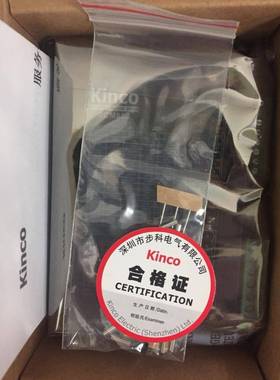 服务
Kinco
Kinco
深圳市步科电气有限公司
Kinco
合格证
CERTIFICATION
生产日期/Date:
检验员/Examiner:
Kinco Electric (Shenzhen) Ltd.